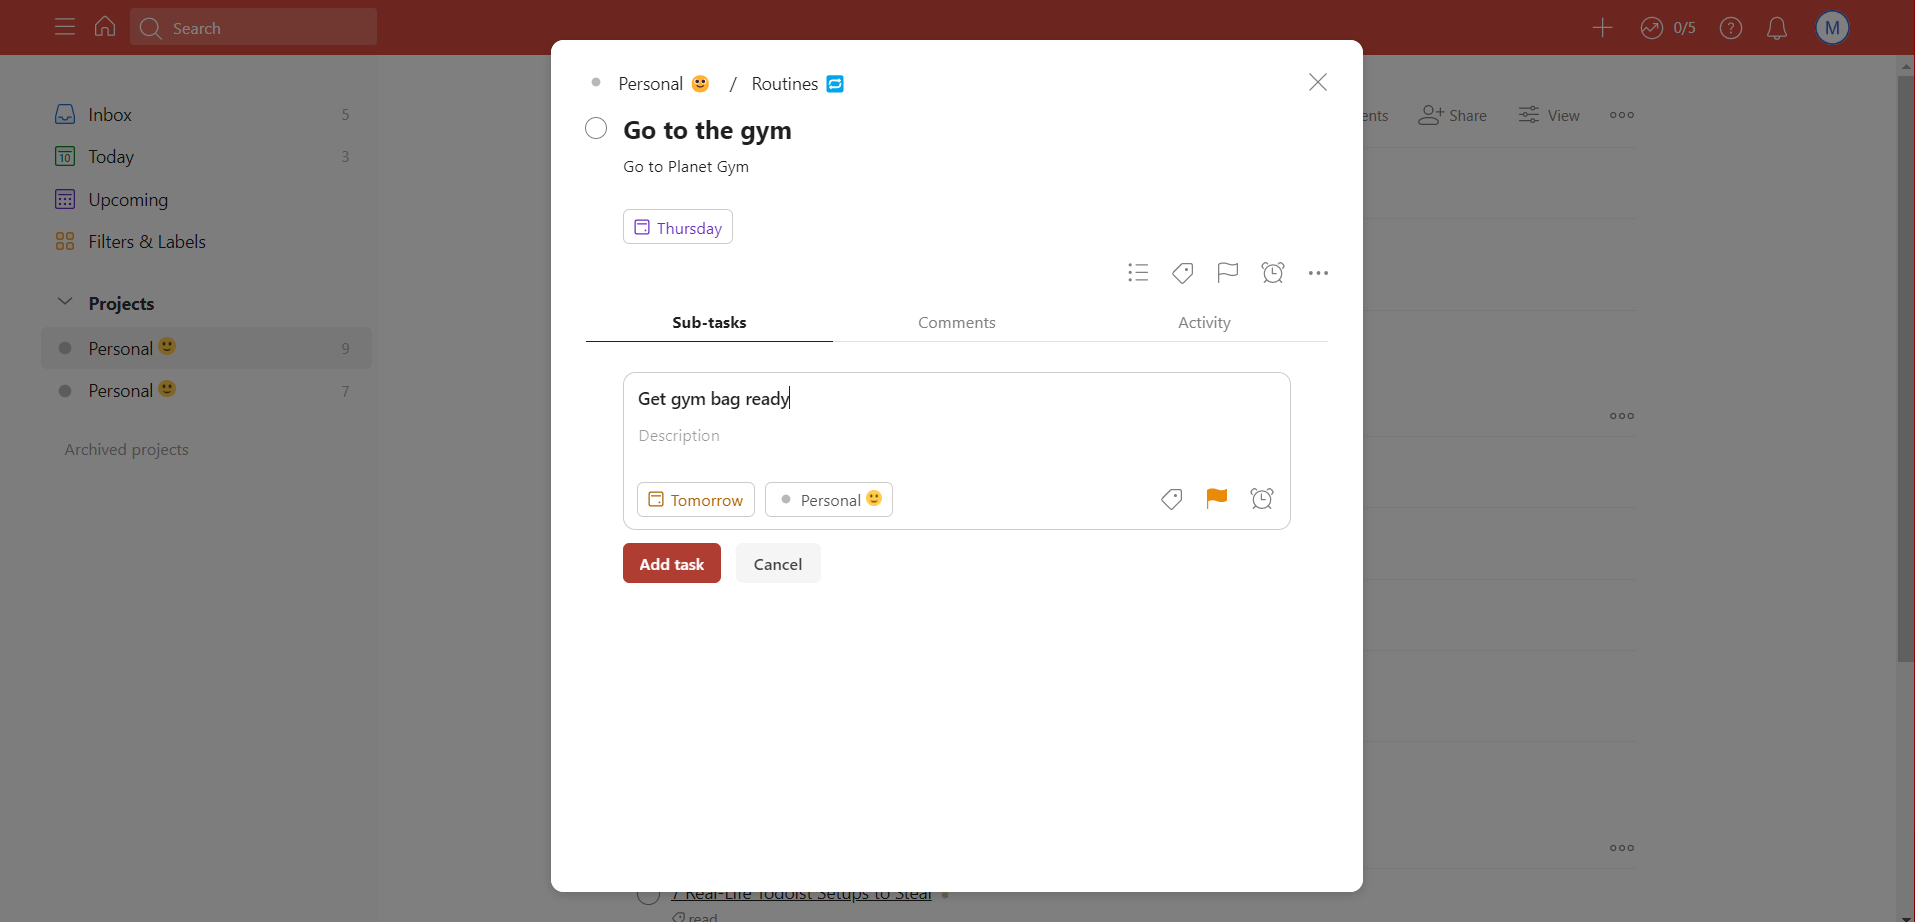 Search
0/5
M
Inbox 5
Today 3
10
Upcoming
Filters & Labels
Projects
Personal 9
Personal 7
Archived projects
Share
View
Personal / Routines
Go to the gym
Go to Planet Gym
Thursday
Sub-tasks Comments Activity
Get gym bag ready
Description
Tomorrow Personal
Add task Cancel
7 Real-Life Todoist Setups to Steal
read